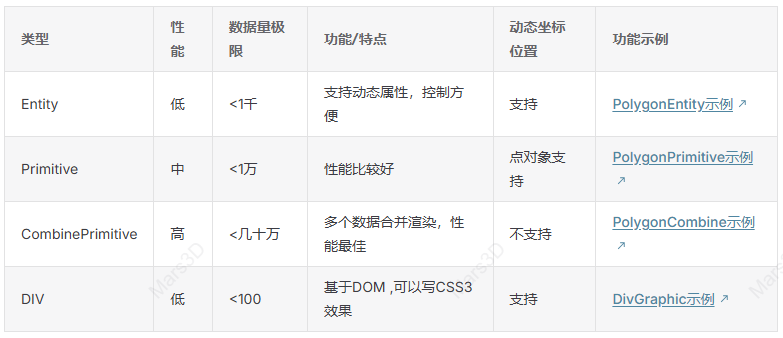 类型 性能 数据量极限 功能/特点 动态坐标位置 功能示例
Entity 低 <1千 支持动态属性，控制方便 支持 PolygonEntity示例 ↗
Primitive 中 <1万 性能比较好 点对象支持 PolygonPrimitive示例 ↗
CombinePrimitive 高 <几十万 多个数据合并渲染，性能最佳 不支持 PolygonCombine示例 ↗
DIV 低 <100 基于DOM ,可以写CSS3效果 支持 DivGraphic示例 ↗
Mars3D
Mars3D
Mars3D